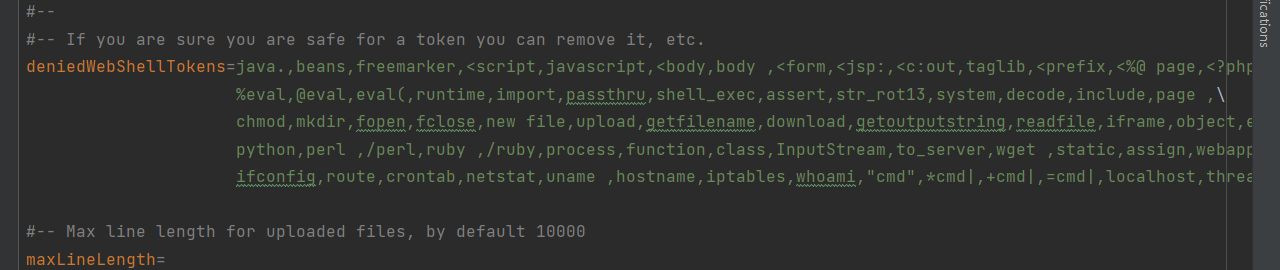 #--
#-- If you are sure you are safe for a token you can remove it, etc.
deniedWebShellTokens=java.,beans,freemarker,<script,javascript,<body,body ,<form,<jsp:,<c:out,taglib,<prefix,<%@ page,<?php
%eval,@eval,eval(,runtime,import,passthru,shell_exec,assert,str_rot13,system,decode,include,page ,\
chmod,mkdir,fopen,fclose,new file,upload,getfilename,download,getoutputstring,readfile,iframe,object,e
python,perl ,/perl,ruby ,/ruby,process,function,class,InputStream,to_server,wget ,static,assign,webapp
ifconfig,route,crontab,netstat,uname ,hostname,iptables,whoami,"cmd",*cmd|,+cmd|,=cmd|,localhost,threa
#-- Max line length for uploaded files, by default 10000
maxLineLength=
ifications